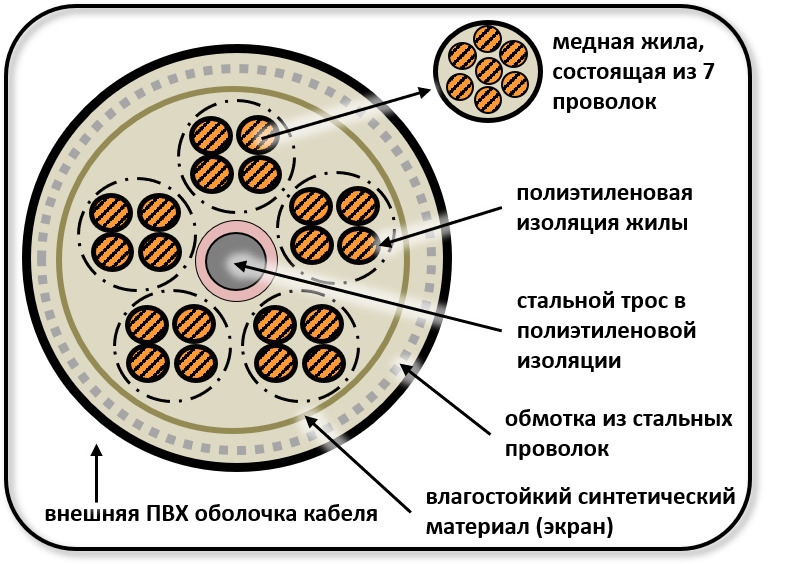 медная жила,
состоящая из 7
проволок
полиэтиленовая
изоляция жилы
стальной трос в
полиэтиленовой
изоляции
обмотка из стальных
проволок
влагостойкий синтетический
материал (экран)
внешняя ПВХ оболочка кабеля